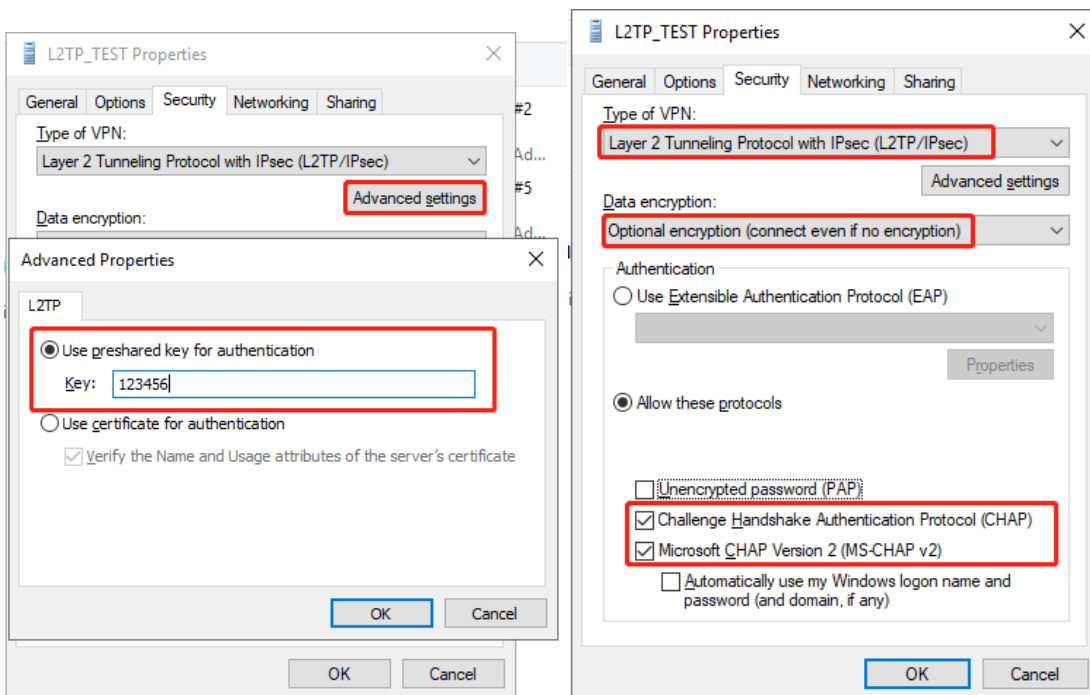 L2TP_TEST Properties
General Options Security Networking Sharing
Type of VPN:
Layer 2 Tunneling Protocol with IPsec (L2TP/IPsec)
Advanced settings
Data encryption:
#2
Ad...
#5
Ad...
Advanced Properties
L2TP
Use preshared key for authentication
Key: 123456
Use certificate for authentication
Verify the Name and Usage attributes of the server's certificate
OK Cancel
OK Cancel
L2TP_TEST Properties
General Options Security Networking Sharing
Type of VPN:
Layer 2 Tunneling Protocol with IPsec (L2TP/IPsec)
Advanced settings
Data encryption:
Optional encryption (connect even if no encryption)
Authentication
Use Extensible Authentication Protocol (EAP)
Properties
Allow these protocols
Unencrypted password (PAP)
Challenge Handshake Authentication Protocol (CHAP)
Microsoft CHAP Version 2 (MS-CHAP v2)
Automatically use my Windows logon name and
password (and domain, if any)
OK Cancel